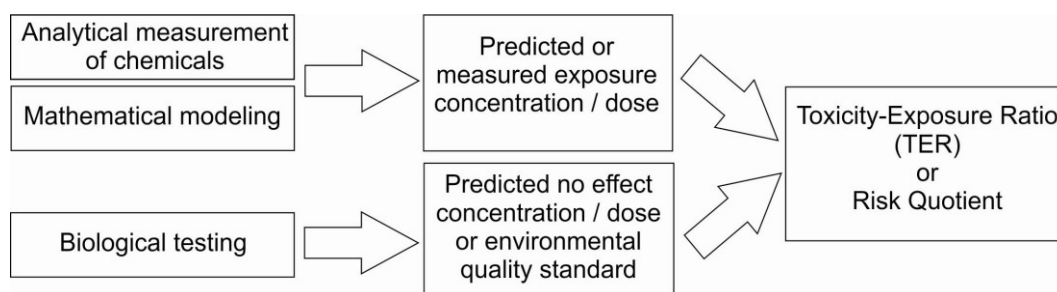 Analytical measurement
of chemicals
Mathematical modeling
Biological testing
Predicted or
measured exposure
concentration / dose
Predicted no effect
concentration / dose
or environmental
quality standard
Toxicity-Exposure Ratio
(TER)
or
Risk Quotient